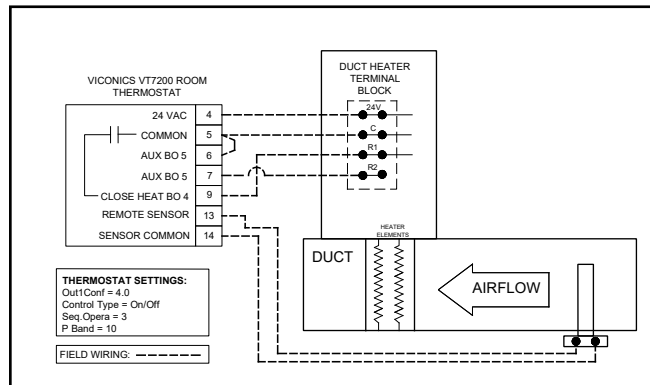 VICONICS VT7200 ROOM
THERMOSTAT
24 VAC 4
COMMON 5
AUX BO 5 6
AUX BO 5 7
CLOSE HEAT BO 4 9
REMOTE SENSOR 13
SENSOR COMMON 14
DUCT HEATER
TERMINAL
BLOCK
24V
C
R1
R2
HEATER
ELEMENTS
DUCT
AIRFLOW
THERMOSTAT SETTINGS:
Out1Conf = 4.0
Control Type = On/Off
Seq.Opera = 3
P Band = 10
FIELD WIRING: